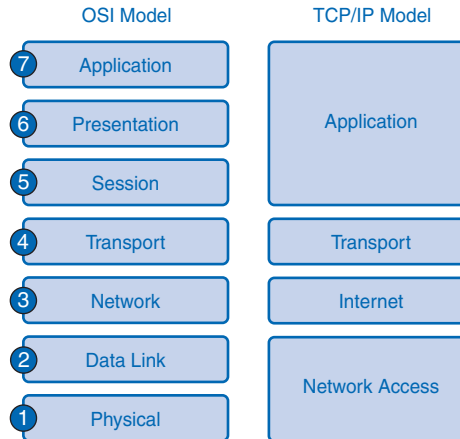 OSI Model
TCP/IP Model
7 Application
6 Presentation
Application
5 Session
4 Transport
Transport
3 Network
Internet
2 Data Link
Network Access
1 Physical